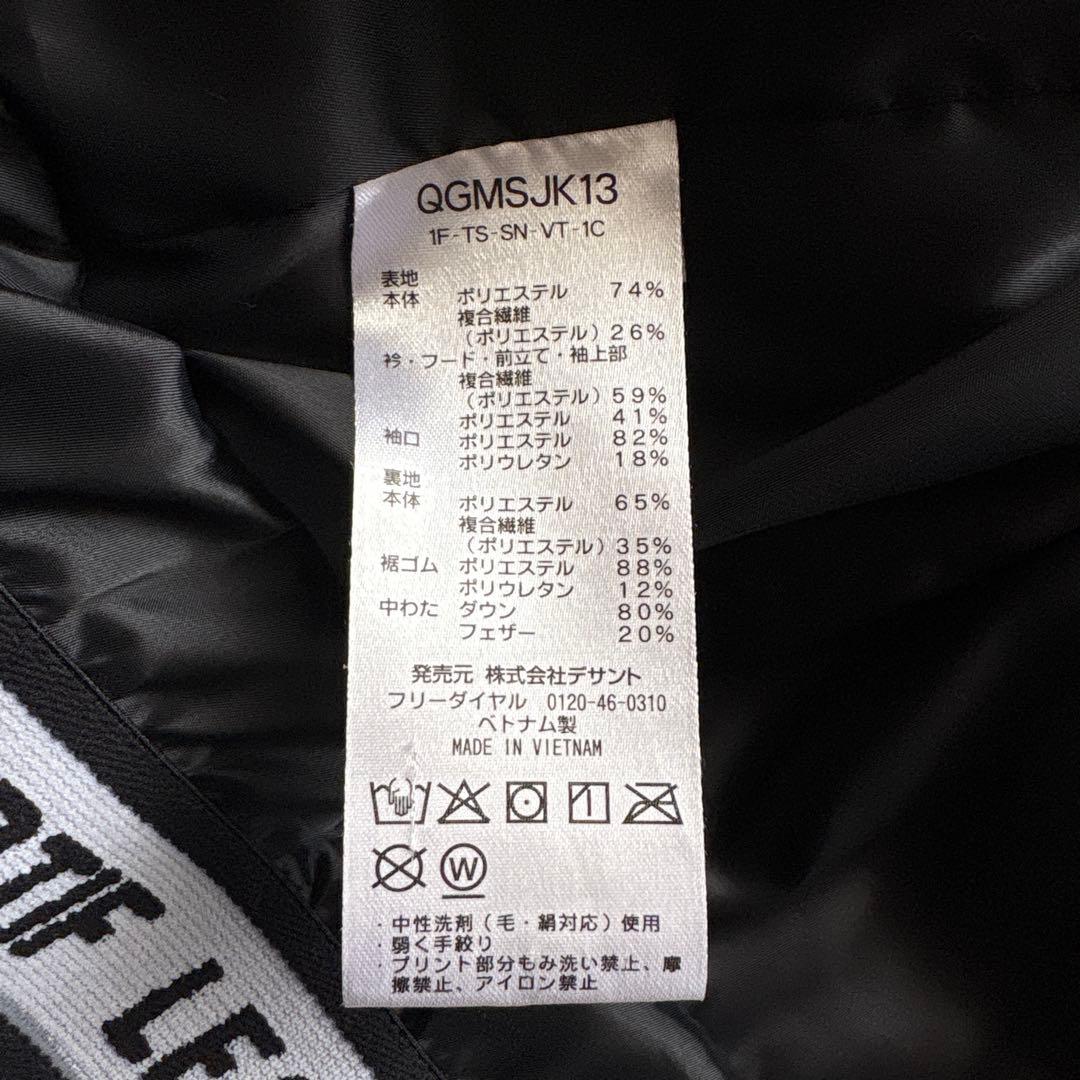 QGMSJK13
1F-TS-SN-VT-1C
表地
本体 ポリエステル 74%
複合繊維
(ポリエステル)26%
衿・フード・前立て・袖上部
複合繊維
(ポリエステル)59%
ポリエステル 41%
袖口 ポリエステル 82%
ポリウレタン 18%
裏地
本体 ポリエステル 65%
複合繊維
(ポリエステル)35%
裾ゴム ポリエステル 88%
ポリウレタン 12%
中わた ダウン 80%
フェザー 20%
発売元 株式会社デサント
フリーダイヤル 0120-46-0310
ベトナム製
MADE IN VIETNAM
1
W
・中性洗剤(毛・絹対応)使用
・弱く手絞り
・プリント部分もみ洗い禁止、摩
擦禁止、アイロン禁止